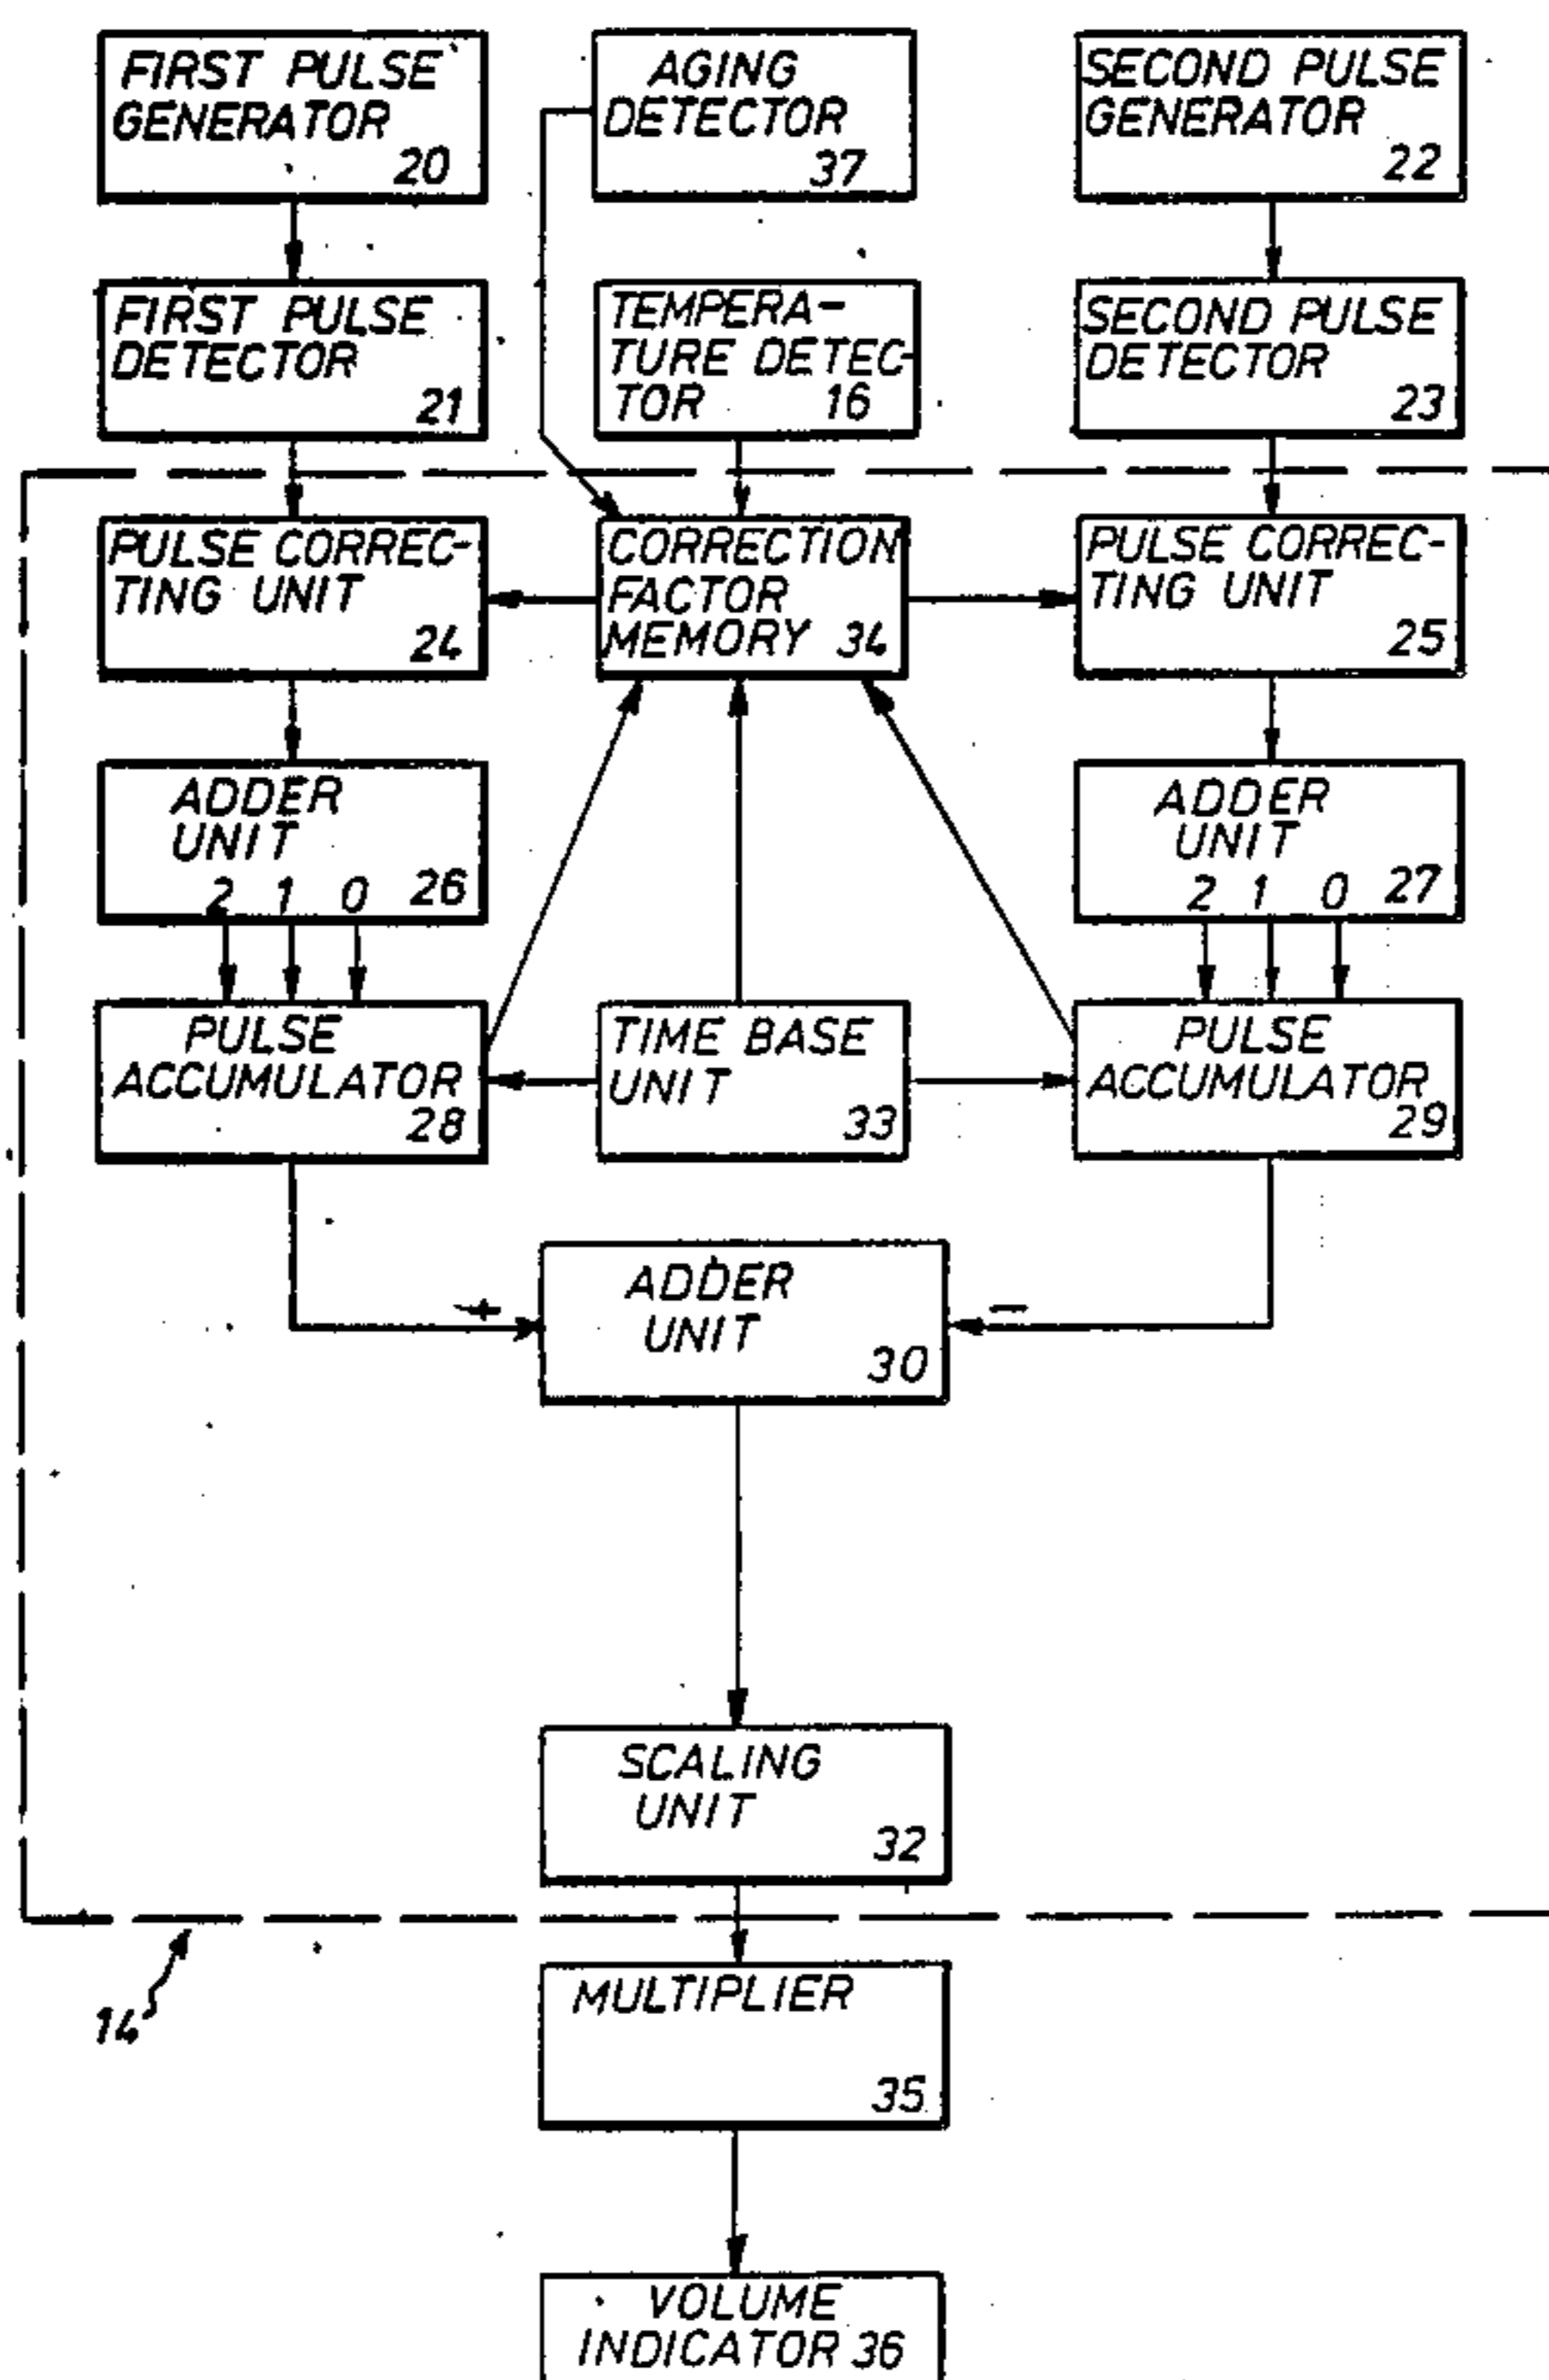 FIRST PULSE
GENERATOR
20
AGING
DETECTOR
37
SECOND PULSE
GENERATOR
22
FIRST PULSE
DETECTOR
21
TEMPERA-
TURE DETEC-
TOR 16
SECOND PULSE
DETECTOR
23
PULSE CORREC-
TING UNIT
24
CORRECTION
FACTOR
MEMORY 34
PULSE CORREC-
TING UNIT
25
ADDER
UNIT
2 1 0 26
ADDER
UNIT
2 1 0 27
PULSE
ACCUMULATOR
28
TIME BASE
UNIT
33
PULSE
ACCUMULATOR
29
+
ADDER
UNIT
30
−
SCALING
UNIT
32
14
MULTIPLIER
35
VOLUME
INDICATOR 36